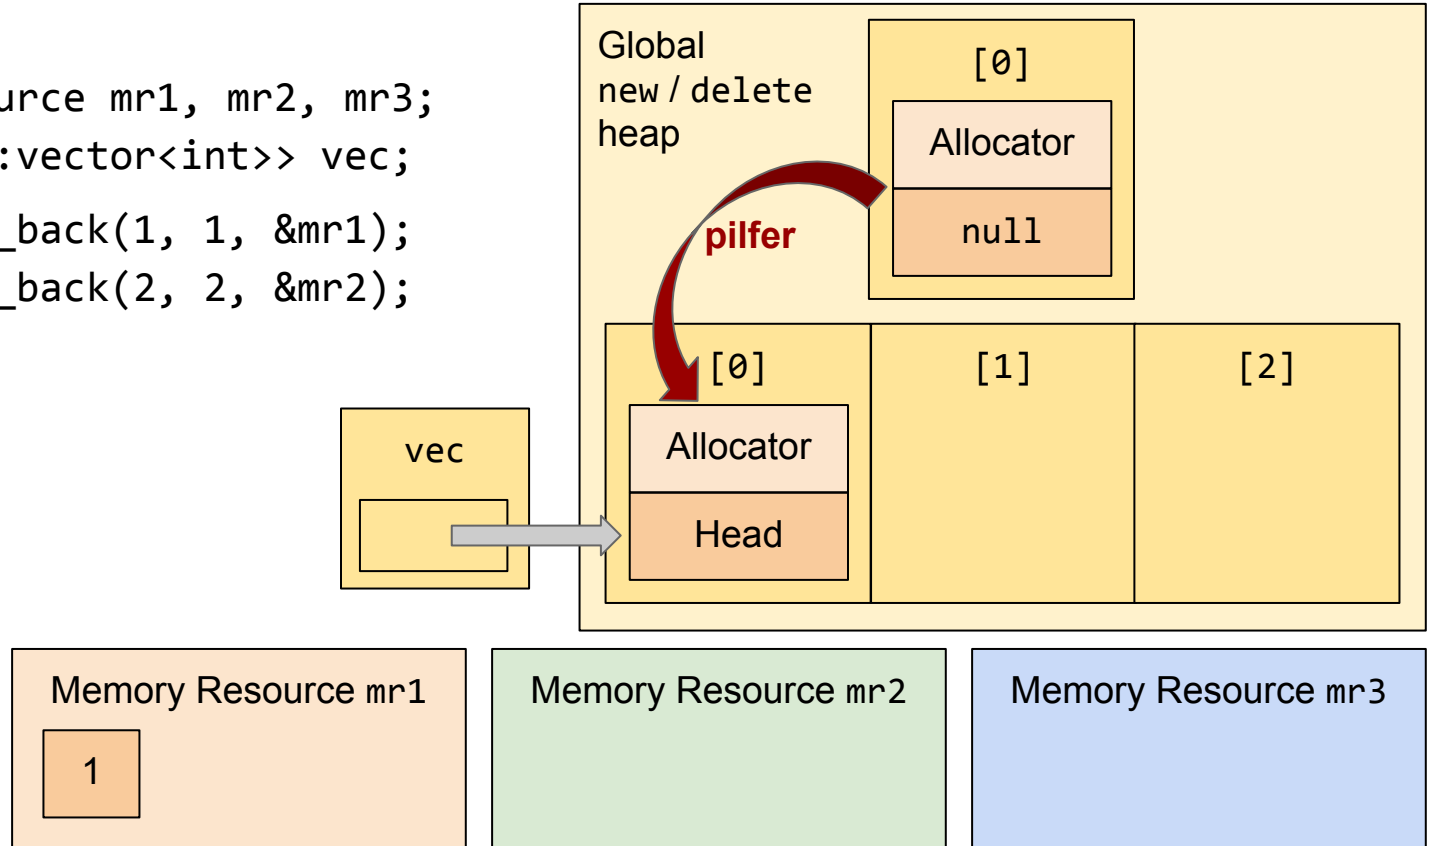 urce mr1, mr2, mr3;
:vector<int>> vec;
_back(1, 1, &mr1);
_back(2, 2, &mr2);
Global
new / delete
heap
[0]
Allocator
null
pilfer
[0]
[1]
[2]
Allocator
Head
vec
Memory Resource mr1
1
Memory Resource mr2
Memory Resource mr3